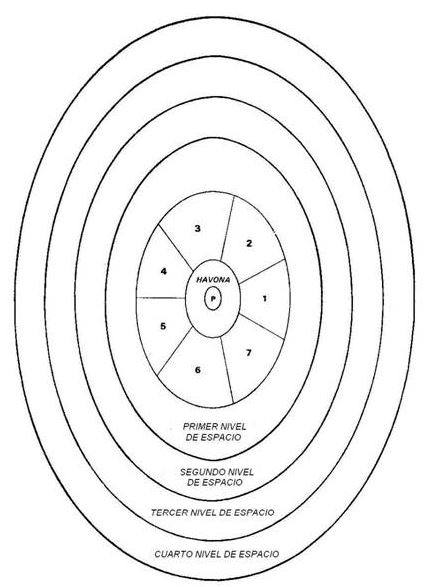 3
2
4
HAVONA
P
1
5
7
6
PRIMER NIVEL
DE ESPACIO
SEGUNDO NIVEL
DE ESPACIO
TERCER NIVEL DE ESPACIO
CUARTO NIVEL DE ESPACIO